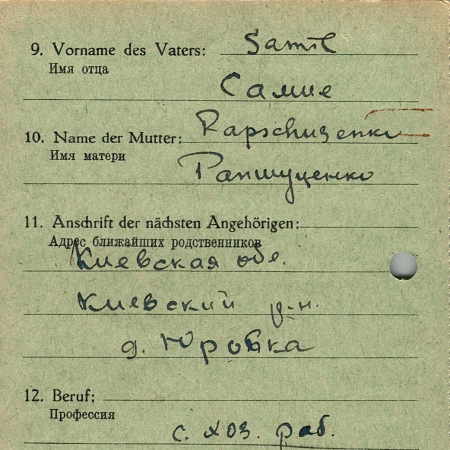 9. Vorname des Vaters: Samil
Имя отца
Самие
10. Name der Mutter: Rapschuzenko
Имя матери
Рапшуценко
11. Anschrift der nächsten Angehörigen:
Адрес ближайших родственников
Киевская обл.
Киевский р-н.
д. Юровка
12. Beruf:
Профессия
с. хоз. раб.